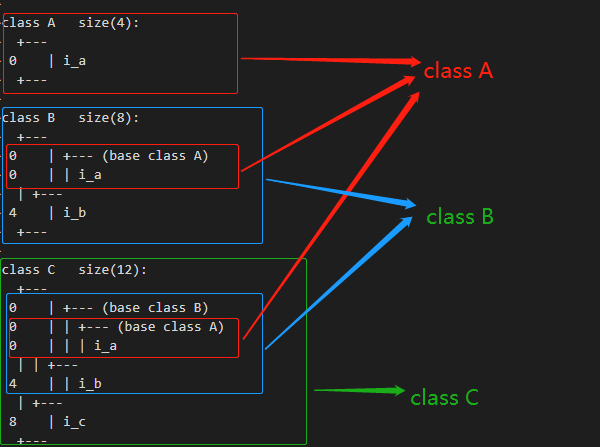 class A   size(4):
  +---
0    | i_a
  +---
class B   size(8):
  +---
0    | +--- (base class A)
0    | | i_a
  | +---
4    | i_b
  +---
class C   size(12):
  +---
0    | +--- (base class B)
0    | | +--- (base class A)
0    | | | i_a
  | | +---
4    | | i_b
  | +---
8    | i_c
  +---
class A
class B
class C